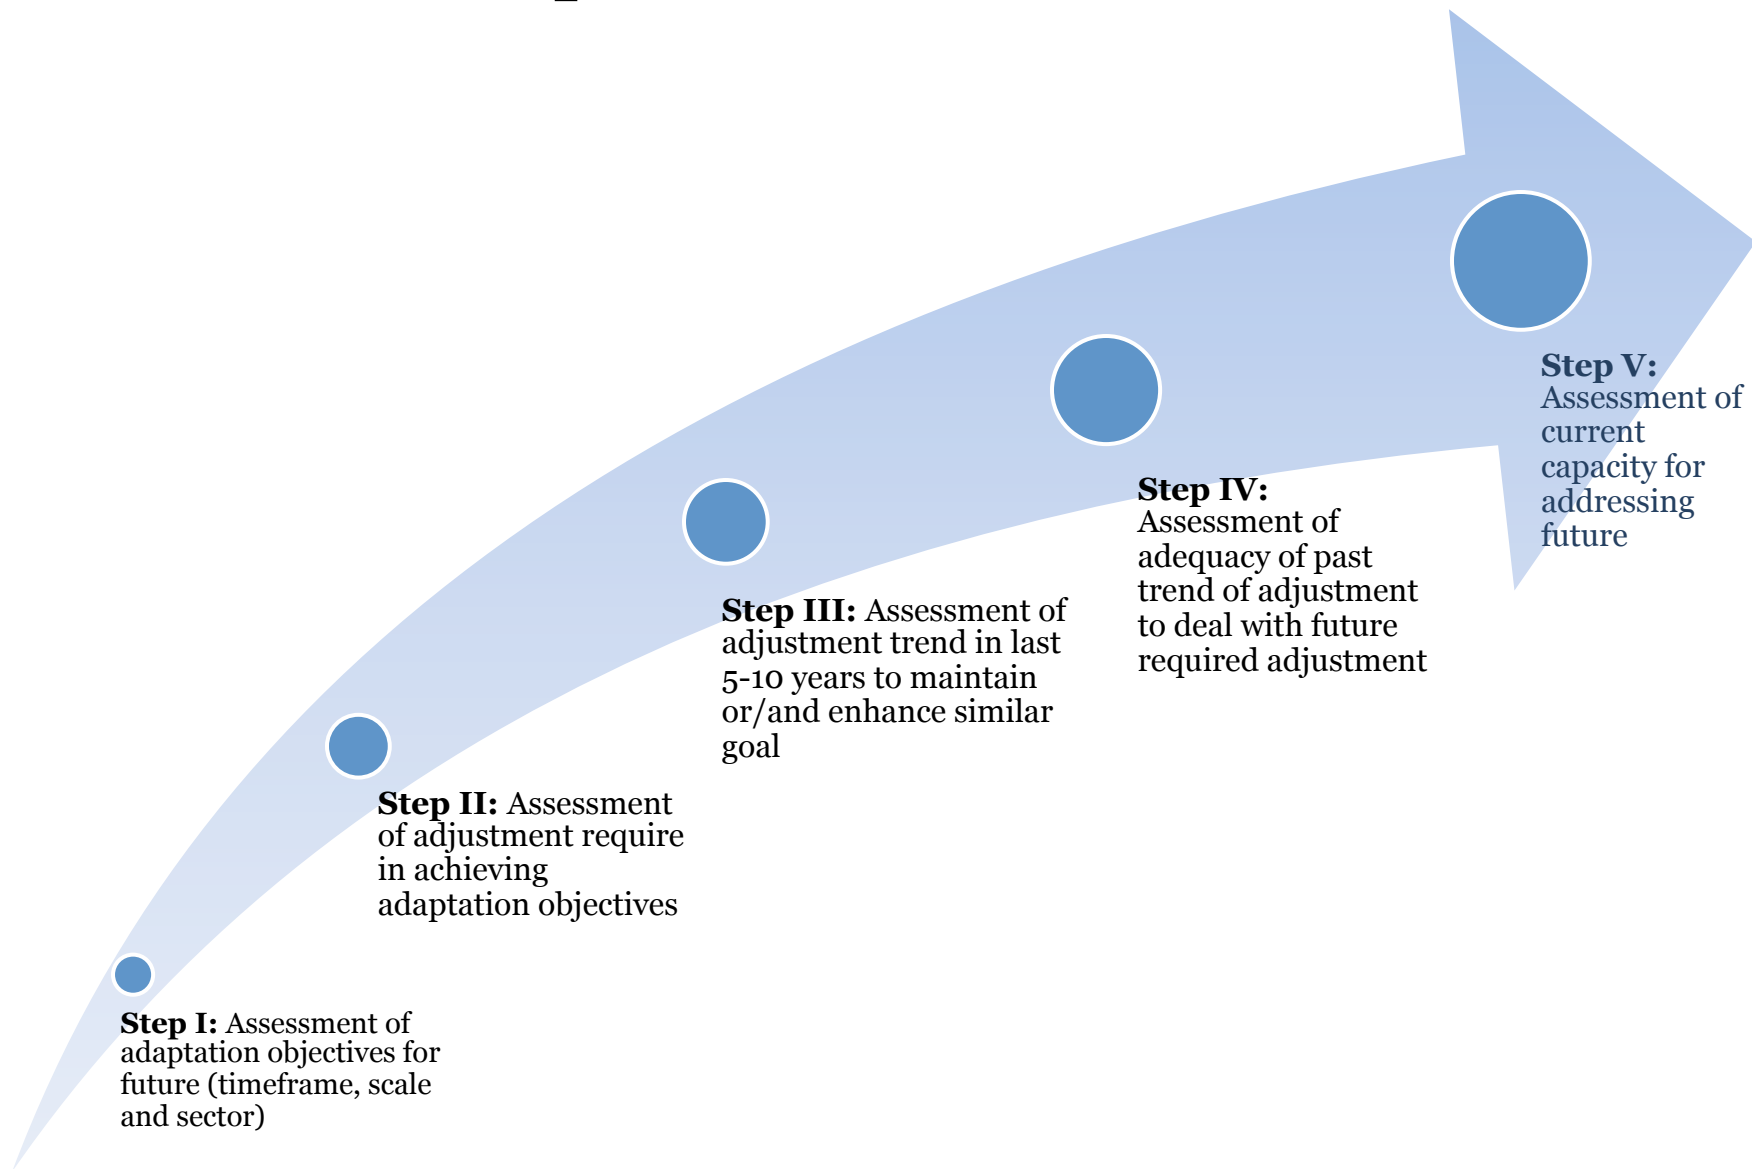 Step I: Assessment of
adaptation objectives for
future (timeframe, scale
and sector)
Step II: Assessment
of adjustment require
in achieving
adaptation objectives
Step III: Assessment of
adjustment trend in last
5-10 years to maintain
or/and enhance similar
goal
Step IV:
Assessment of
adequacy of past
trend of adjustment
to deal with future
required adjustment
Step V:
Assessment of
current
capacity for
addressing
future